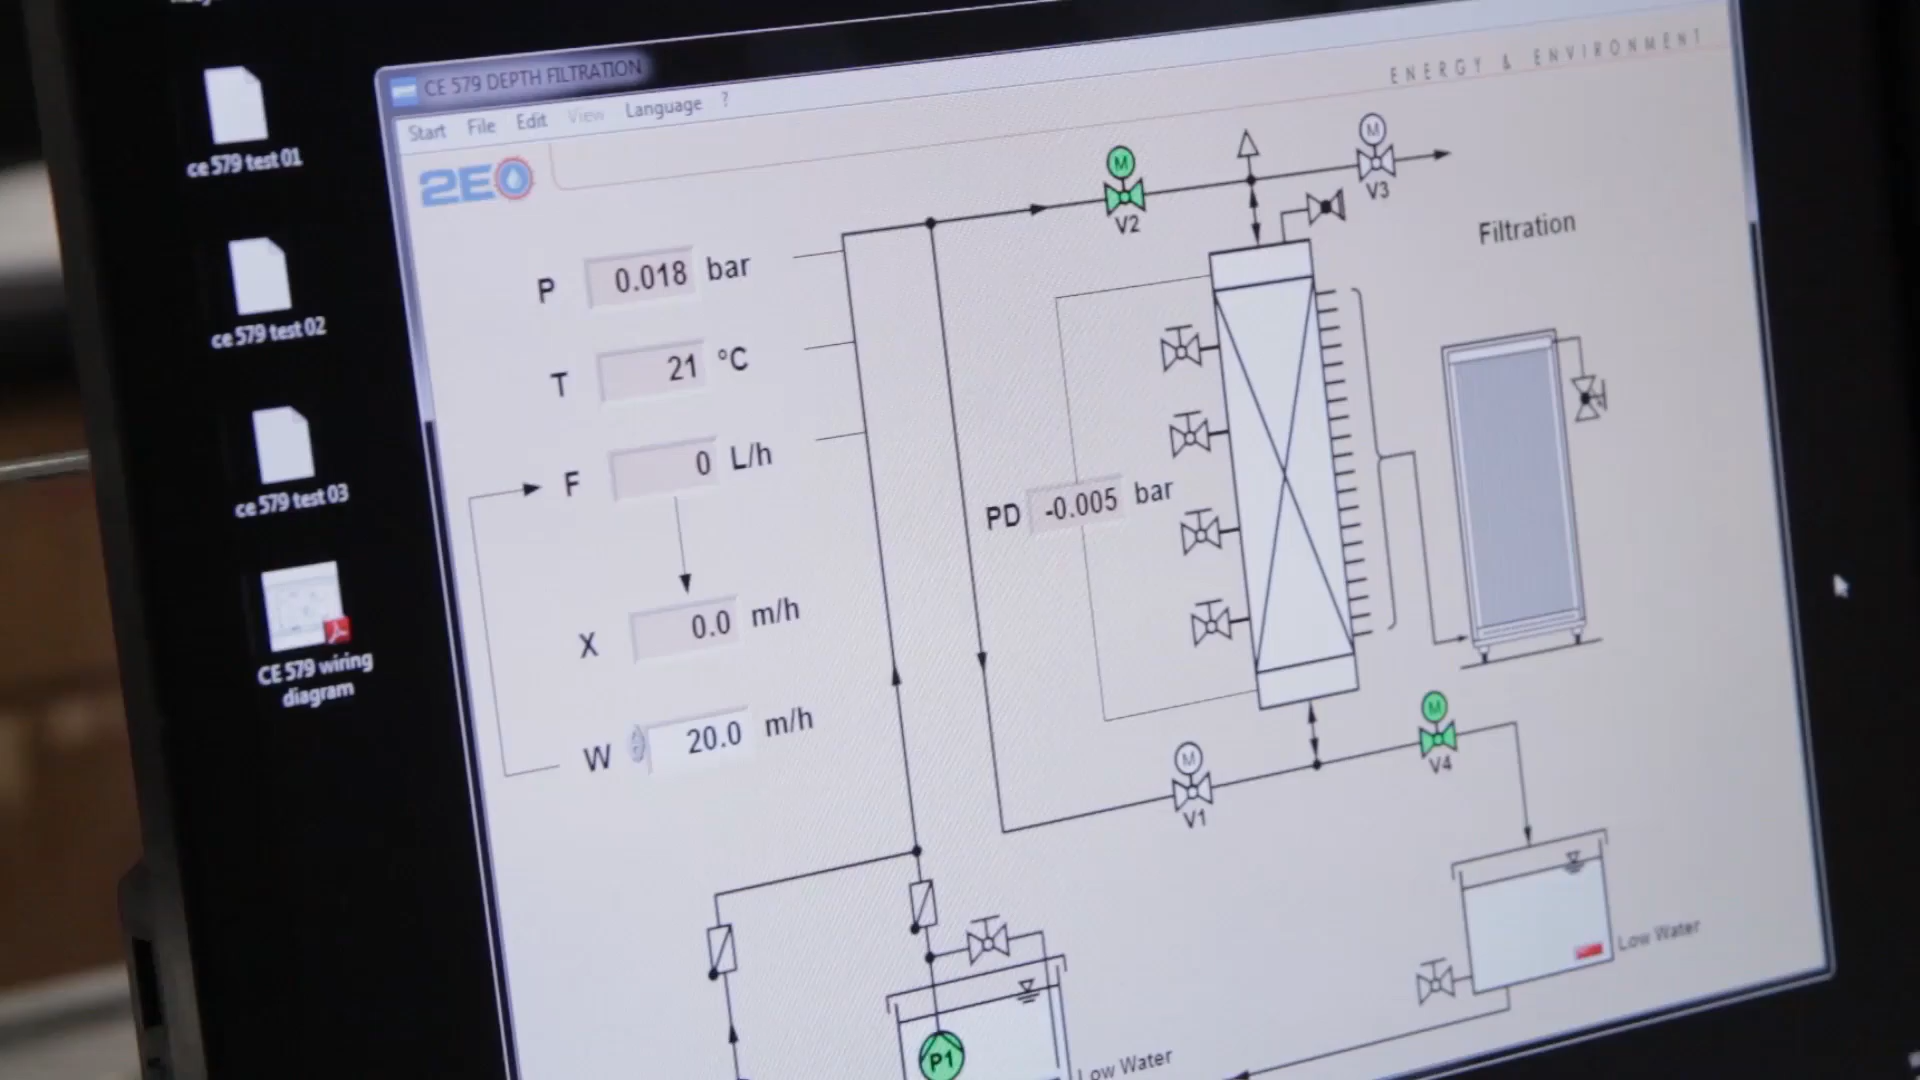 CE 579 DEPTH FILTRATION
Start File Edit View Language ?
ENERGY & ENVIRONMENT
2EO
ce 579 test 01
ce 579 test 02
ce 579 test 03
CE 579 wiring
diagram
P 0.018 bar
T 21 °C
F 0 L/h
X 0.0 m/h
W 20.0 m/h
M
V2
M
V3
Filtration
PD -0.005 bar
M
V1
M
V4
Low Water
P1
Low Water